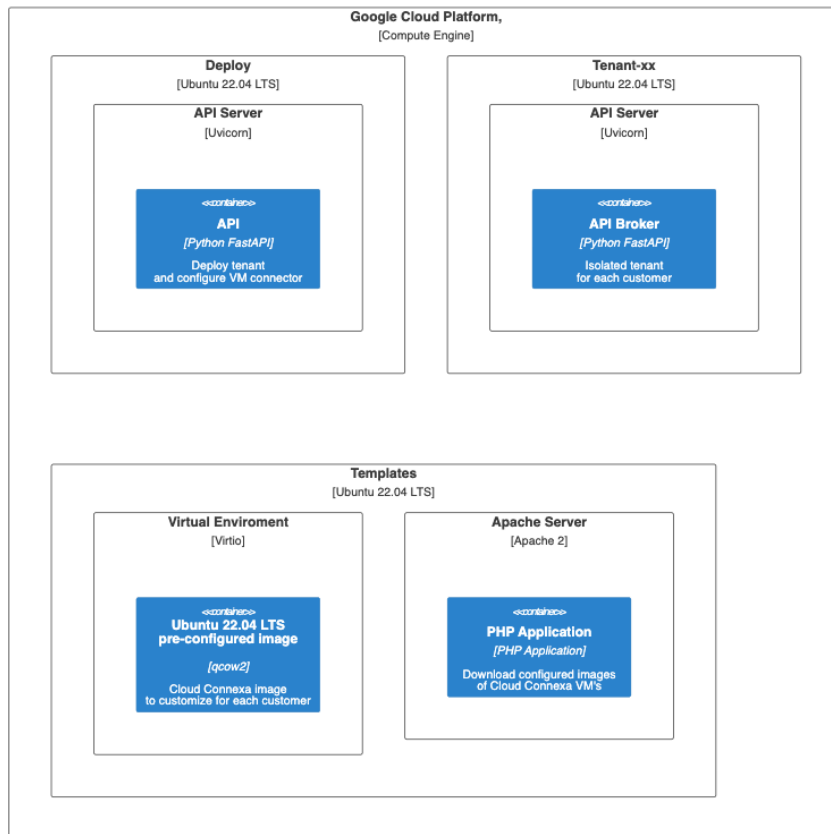 Google Cloud Platform,
[Compute Engine]
Deploy
[Ubuntu 22.04 LTS]
API Server
[Uvicorn]
<<container>>
API
[Python FastAPI]
Deploy tenant
and configure VM connector
Tenant-xx
[Ubuntu 22.04 LTS]
API Server
[Uvicorn]
<<container>>
API Broker
[Python FastAPI]
Isolated tenant
for each customer
Templates
[Ubuntu 22.04 LTS]
Virtual Enviroment
[Virtio]
<<container>>
Ubuntu 22.04 LTS
pre-configured image
[qcow2]
Cloud Connexa image
to customize for each customer
Apache Server
[Apache 2]
<<container>>
PHP Application
[PHP Application]
Download configured images
of Cloud Connexa VM's